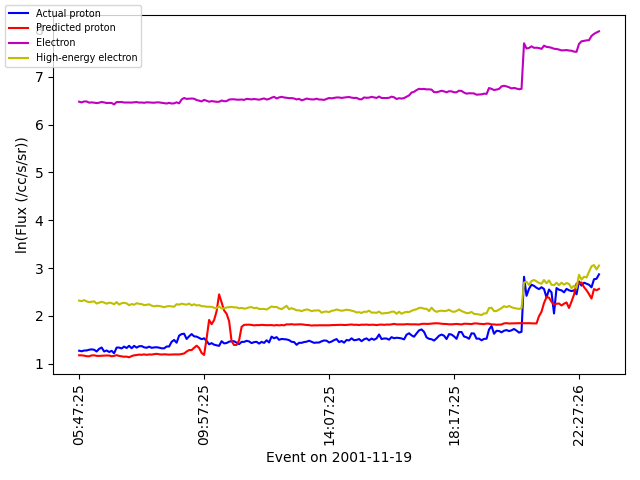 Actual proton
Predicted proton
Electron
High-energy electron
ln(Flux (/cc/s/sr))
7
6
5
4
3
2
1
05:47:25
09:57:25
14:07:25
18:17:25
22:27:26
Event on 2001-11-19